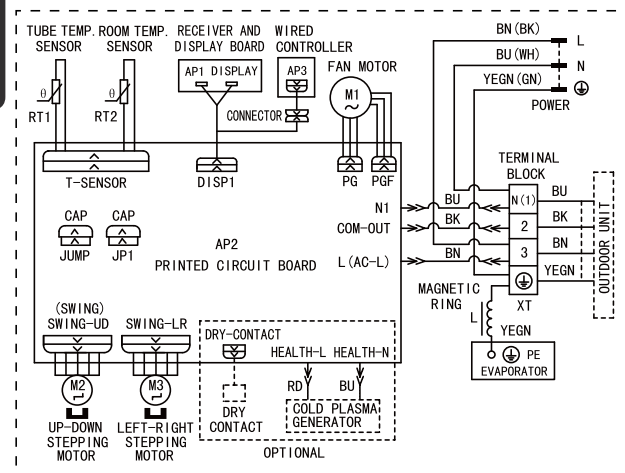 BN(BK)
L
BU(WH)
N
YEGN(GN)
POWER
TUBE TEMP. SENSOR
ROOM TEMP. SENSOR
RECEIVER AND DISPLAY BOARD
WIRED CONTROLLER
FAN MOTOR
AP1 DISPLAY
AP3
M1
~
θ
RT1
θ
RT2
CONNECTOR
T-SENSOR
DISP1
PG
PGF
TERMINAL BLOCK
N1
BU
N(1)
BU
COM-OUT
BK
2
BK
L(AC-L)
BN
3
BN
YEGN
XT
OUTDOOR UNIT
CAP
JUMP
CAP
JP1
AP2
PRINTED CIRCUIT BOARD
MAGNETIC RING
L
YEGN
PE
EVAPORATOR
(SWING)
SWING-UD
SWING-LR
M2
M3
UP-DOWN STEPPING MOTOR
LEFT-RIGHT STEPPING MOTOR
DRY-CONTACT
DRY CONTACT
HEALTH-L
HEALTH-N
RD
BU
COLD PLASMA GENERATOR
OPTIONAL